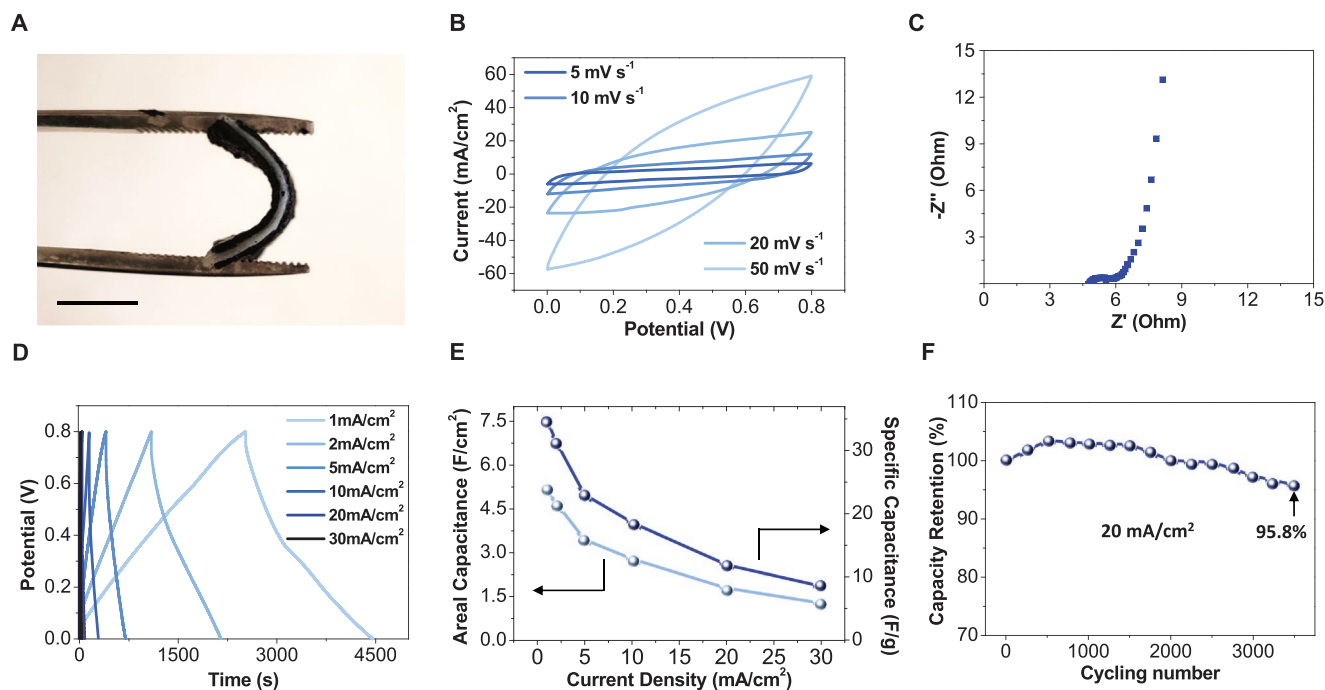 A
B
60
40
20
0
-20
-40
-60
Current (mA/cm²)
5 mV s⁻¹
10 mV s⁻¹
20 mV s⁻¹
50 mV s⁻¹
0.0
0.2
0.4
0.6
0.8
Potential (V)
C
15
12
9
6
3
-Z'' (Ohm)
0
3
6
9
12
15
Z' (Ohm)
D
0.8
0.6
0.4
0.2
0.0
Potential (V)
1mA/cm²
2mA/cm²
5mA/cm²
10mA/cm²
20mA/cm²
30mA/cm²
0
1500
3000
4500
Time (s)
E
7.5
6.0
4.5
3.0
1.5
0.0
Areal Capacitance (F/cm²)
30
20
10
0
Specific Capacitance (F/g)
0
5
10
15
20
25
30
Current Density (mA/cm²)
F
110
100
90
80
70
Capacity Retention (%)
20 mA/cm²
95.8%
0
1000
2000
3000
Cycling number